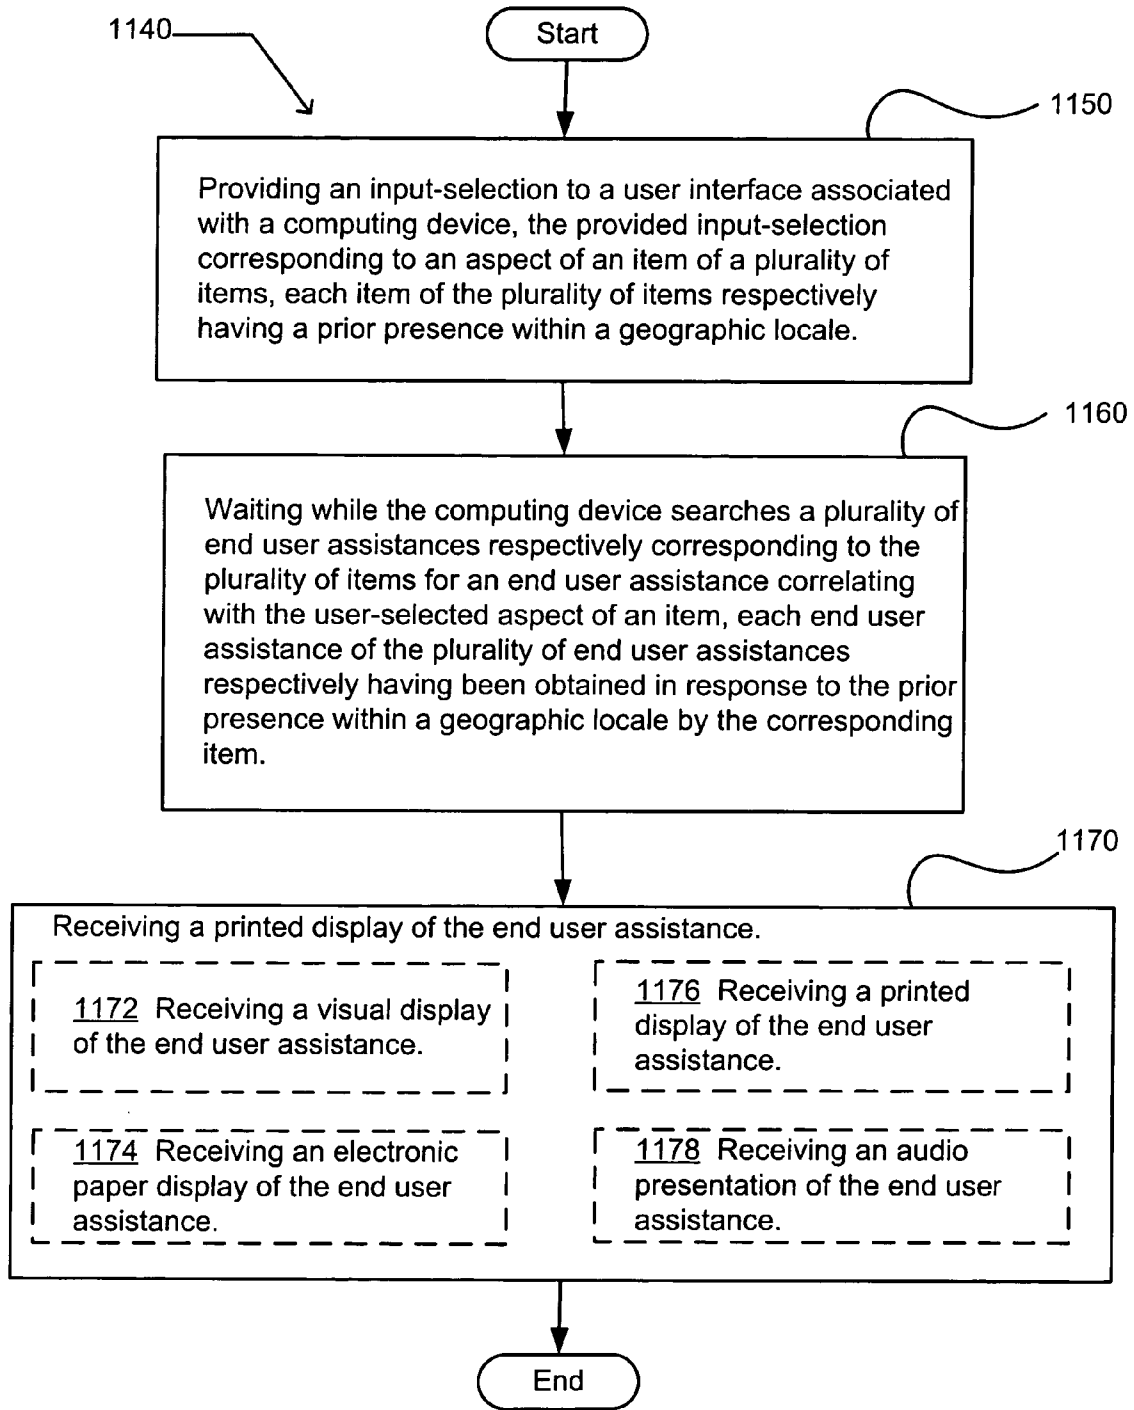 1140
Start
1150
Providing an input-selection to a user interface associated
with a computing device, the provided input-selection
corresponding to an aspect of an item of a plurality of
items, each item of the plurality of items respectively
having a prior presence within a geographic locale.
1160
Waiting while the computing device searches a plurality of
end user assistances respectively corresponding to the
plurality of items for an end user assistance correlating
with the user-selected aspect of an item, each end user
assistance of the plurality of end user assistances
respectively having been obtained in response to the prior
presence within a geographic locale by the corresponding
item.
1170
Receiving a printed display of the end user assistance.
1172 Receiving a visual display
of the end user assistance.
1176 Receiving a printed
display of the end user
assistance.
1174 Receiving an electronic
paper display of the end user
assistance.
1178 Receiving an audio
presentation of the end user
assistance.
End